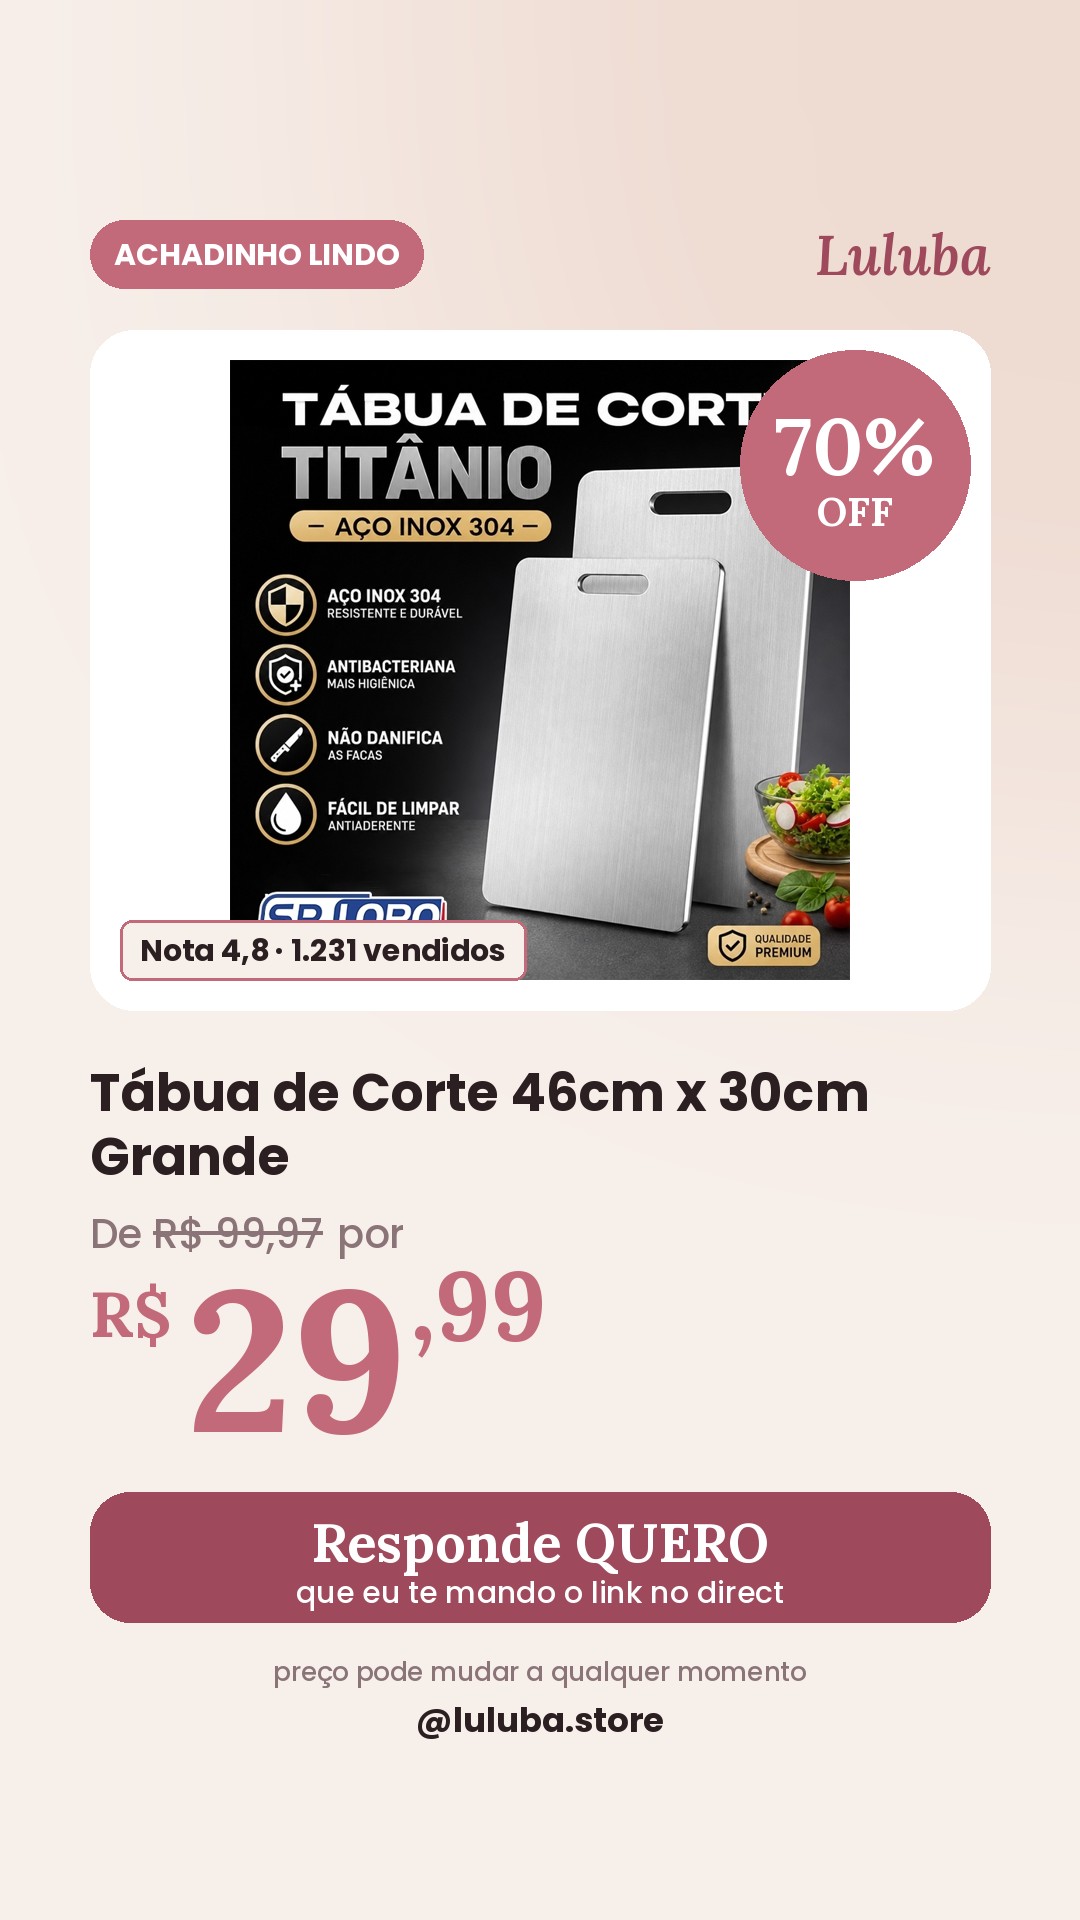 ACHADINHO LINDO
Luluba
TÁBUA DE CORT
70%
OFF
TITÂNIO
AÇO INOX 304
AÇO INOX 304
RESISTENTE E DURÁVEL
ANTIBACTERIANA
MAIS HIGIÊNICA
NÃO DANIFICA
AS FACAS
FÁCIL DE LIMPAR
ANTIADERENTE
QUALIDADE
PREMIUM
Nota 4,8 · 1.231 vendidos
Tábua de Corte 46cm x 30cm
Grande
De R$ 99,97 por
R$ 29,99
Responde QUERO
que eu te mando o link no direct
preço pode mudar a qualquer momento
@luluba.store